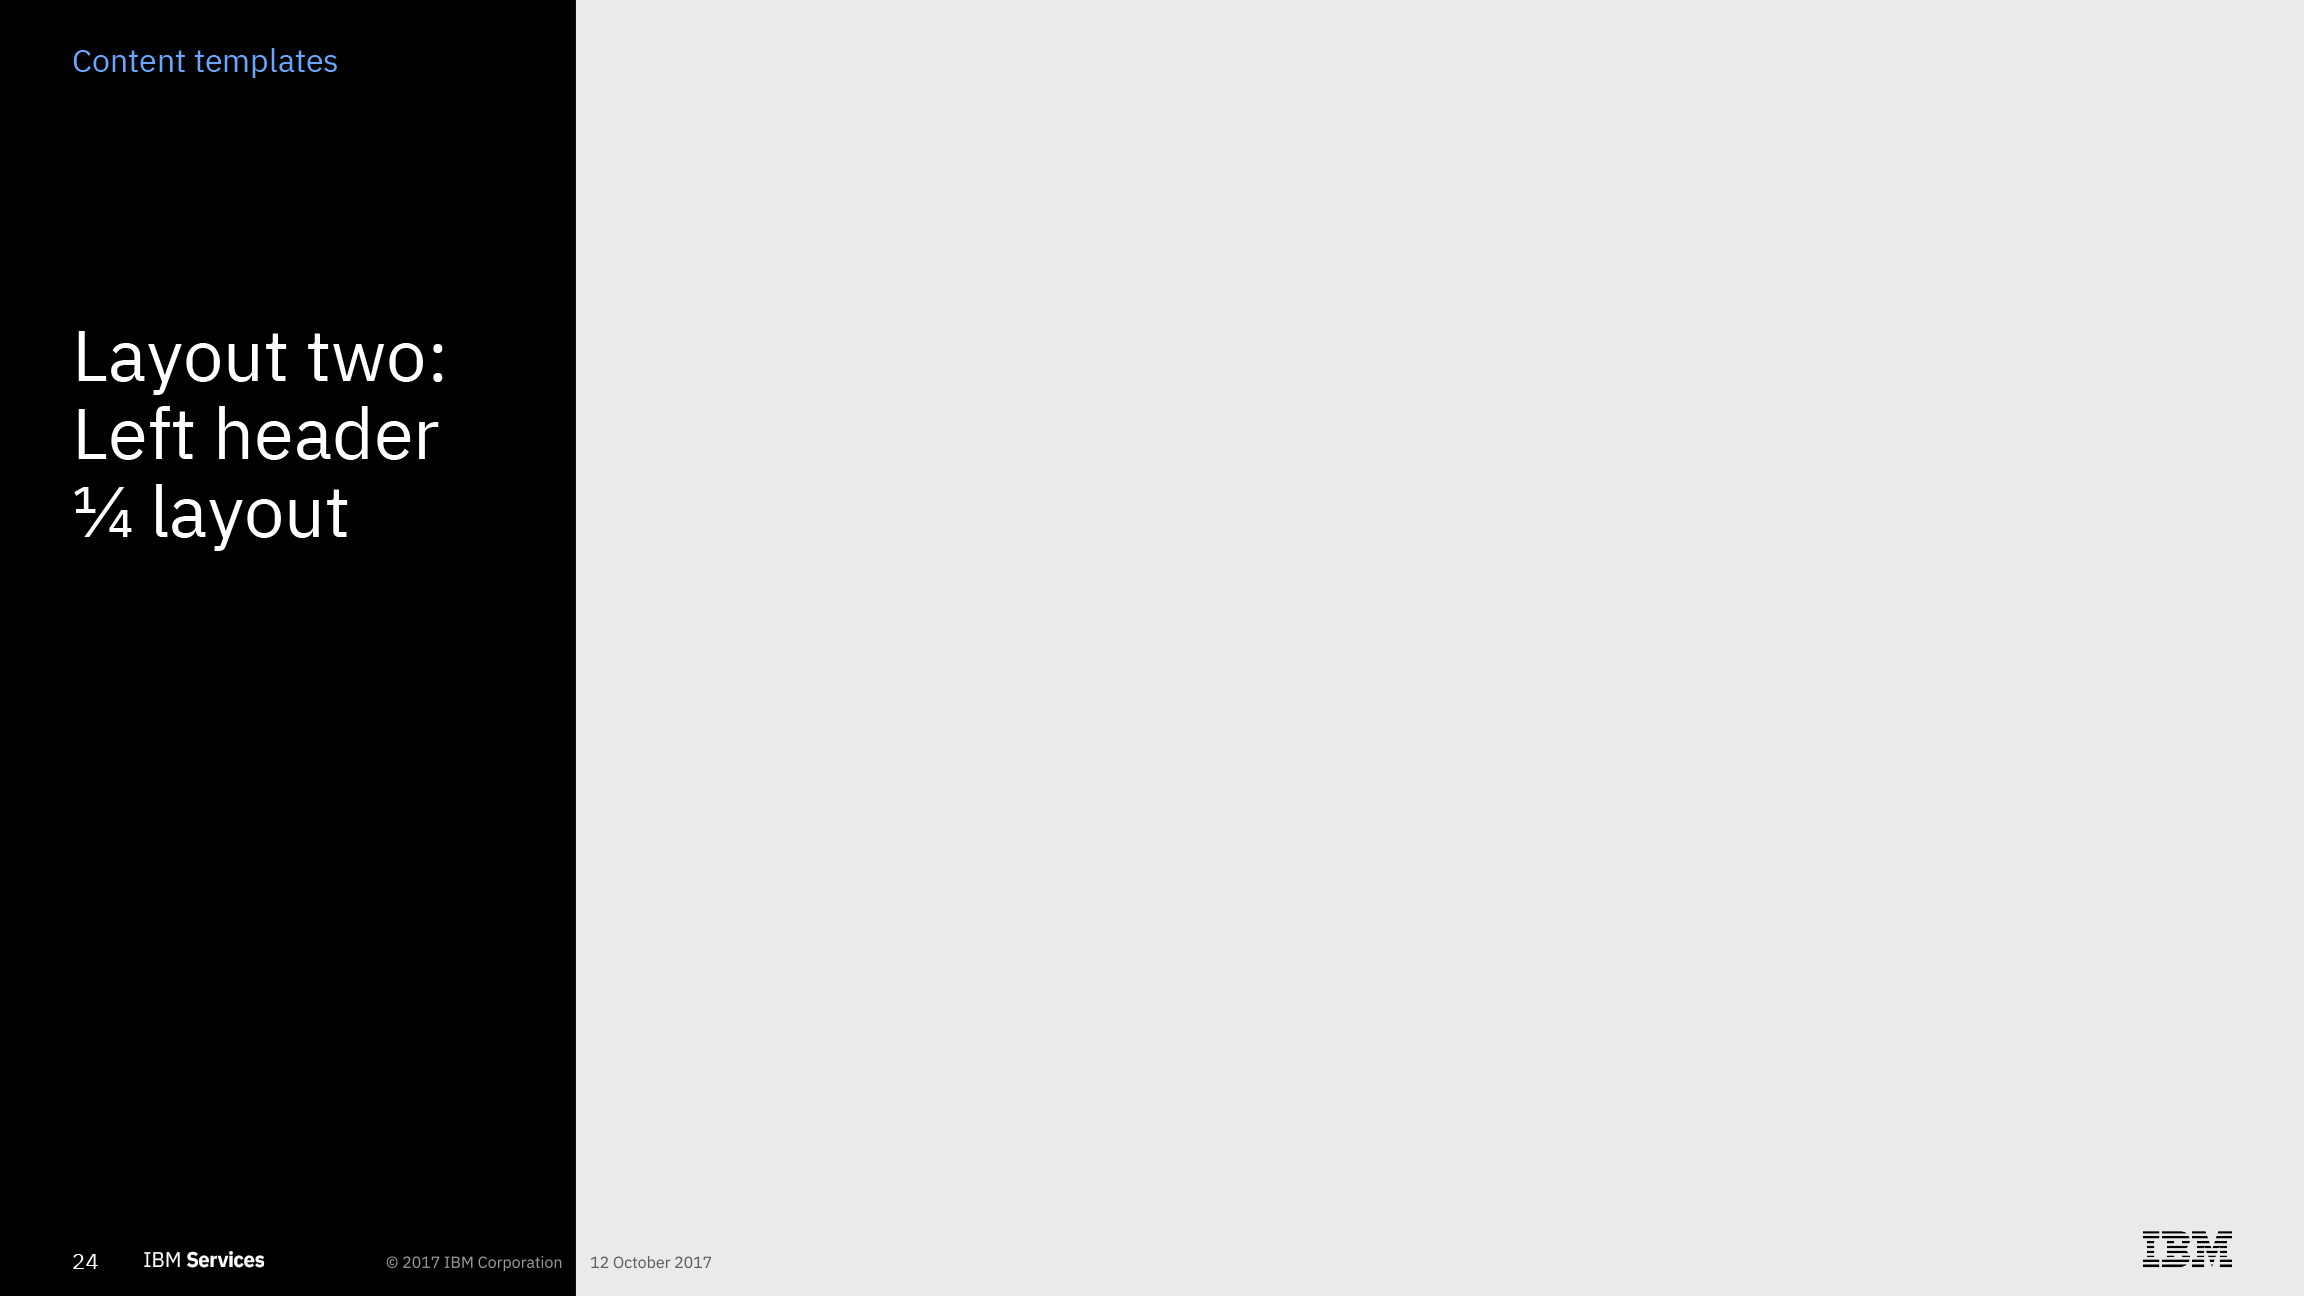 Content templates
Layout two:
Left header
¼ layout
24
IBM Services
© 2017 IBM Corporation
12 October 2017
IBM